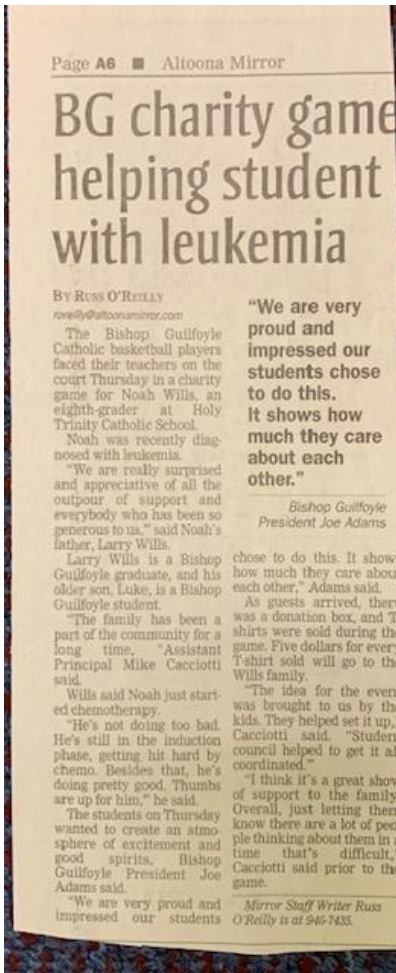 Page A6 ■ Altoona Mirror
BG charity game
helping student
with leukemia
BY RUSS O'REILLY
roreilly@altoonamirror.com
The Bishop Guilfoyle
Catholic basketball players
faced their teachers on the
court Thursday in a charity
game for Noah Wills, an
eighth-grader at Holy
Trinity Catholic School.
Noah was recently diag-
nosed with leukemia.
"We are really surprised
and appreciative of all the
outpour of support and
everybody who has been so
generous to us," said Noah's
father, Larry Wills.
Larry Wills is a Bishop
Guilfoyle graduate, and his
older son, Luke, is a Bishop
Guilfoyle student.
"The family has been a
part of the community for a
long time, "Assistant
Principal Mike Cacciotti
said.
Wills said Noah just start-
ed chemotherapy.
"He's not doing too bad.
He's still in the induction
phase, getting hit hard by
chemo. Besides that, he's
doing pretty good. Thumbs
are up for him," he said.
The students on Thursday
wanted to create an atmo-
sphere of excitement and
good spirits, Bishop
Guilfoyle President Joe
Adams said.
"We are very proud and
impressed our students
"We are very
proud and
impressed our
students chose
to do this.
It shows how
much they care
about each
other."
Bishop Guilfoyle
President Joe Adams
chose to do this. It show
how much they care abou
each other," Adams said.
As guests arrived, ther
was a donation box, and T
shirts were sold during the
game. Five dollars for every
T-shirt sold will go to the
Wills family.
"The idea for the even
was brought to us by the
kids. They helped set it up,"
Cacciotti said. "Studen
council helped to get it al
coordinated."
"I think it's a great show
of support to the family
Overall, just letting them
know there are a lot of peo
ple thinking about them in a
time that's difficult,"
Cacciotti said prior to the
game.
Mirror Staff Writer Russ
O'Reilly is at 946-7435.